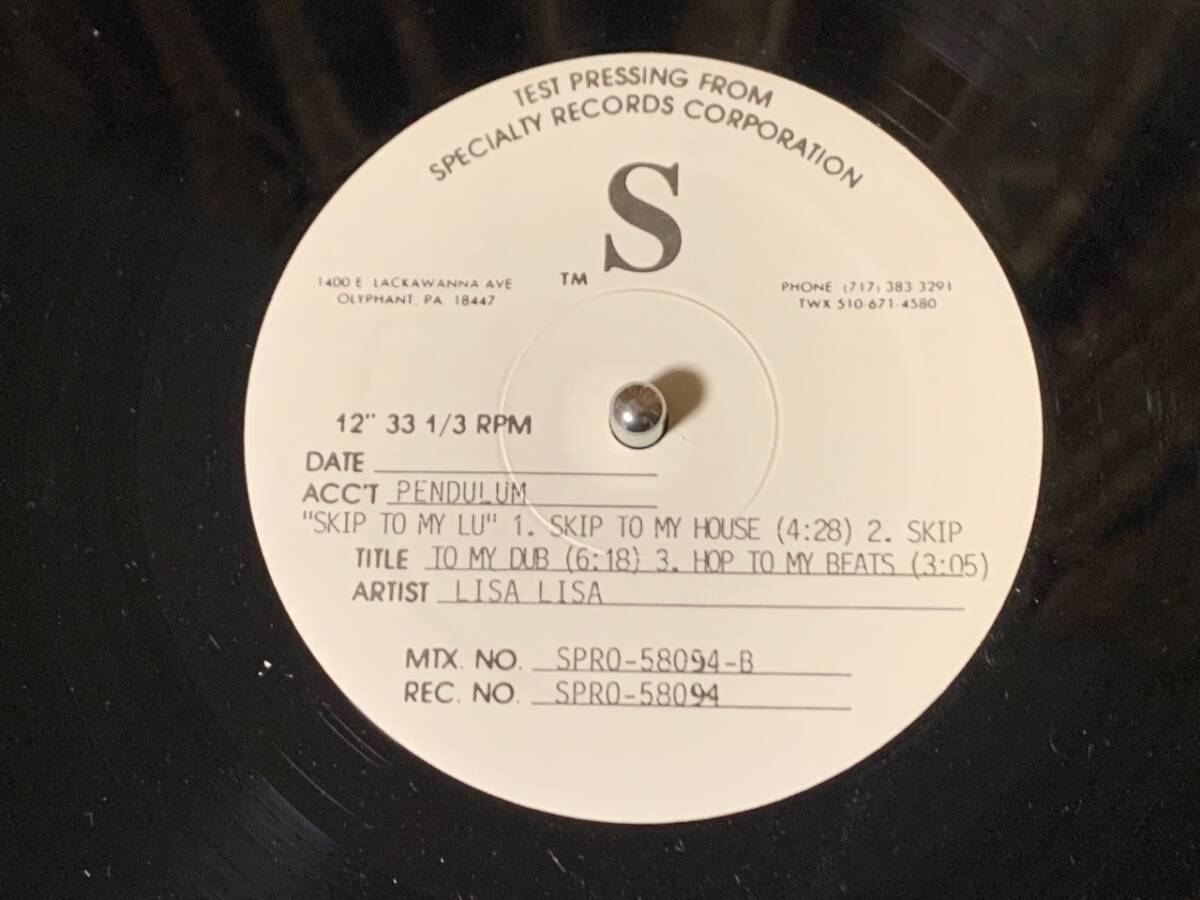 TEST PRESSING FROM
SPECIALTY RECORDS CORPORATION
S
TM
1400 E. LACKAWANNA AVE
OLYPHANT, PA. 18447
PHONE (717) 383 3291
TWX 510-671-4580
12" 33 1/3 RPM
DATE
ACC'T PENDULUM
"SKIP TO MY LU" 1. SKIP TO MY HOUSE (4:28) 2. SKIP
TITLE TO MY DUB (6:18) 3. HOP TO MY BEATS (3:05)
ARTIST LISA LISA
MTX. NO. SPRO-58094-B
REC. NO. SPRO-58094